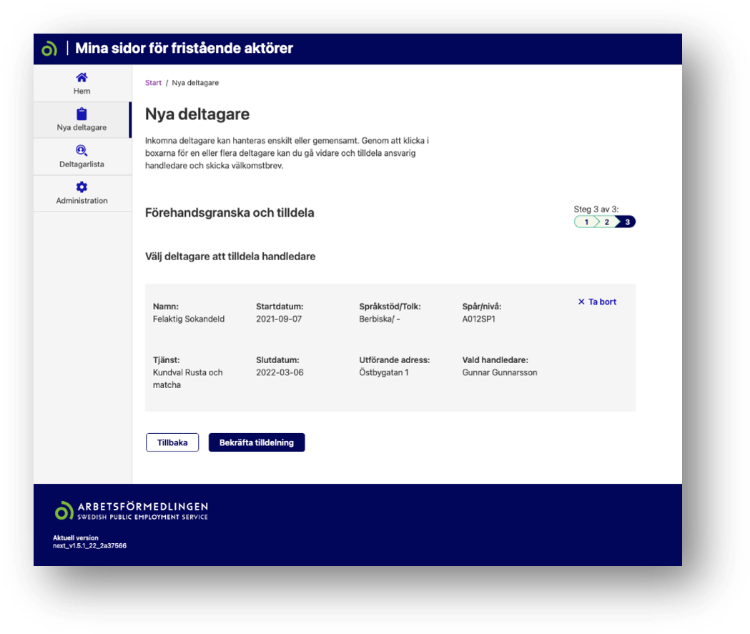 Mina sidor för fristående aktörer
Hem
Nya deltagare
Deltagarlista
Administration
Start / Nya deltagare
Nya deltagare
Inkomna deltagare kan hanteras enskilt eller gemensamt. Genom att klicka i
boxarna för en eller flera deltagare kan du gå vidare och tilldela ansvarig
handledare och skicka välkomstbrev.
Förehandsgranska och tilldela
Steg 3 av 3:
1 2 3
Välj deltagare att tilldela handledare
Namn: Startdatum: Språkstöd/Tolk: Spår/nivå: × Ta bort
Felaktig Sokandeld 2021-09-07 Berbiska/ - A012SP1
Tjänst: Slutdatum: Utförande adress: Vald handledare:
Kundval Rusta och 2022-03-06 Östbygatan 1 Gunnar Gunnarsson
matcha
Tillbaka Bekräfta tilldelning
ARBETSFÖRMEDLINGEN
SWEDISH PUBLIC EMPLOYMENT SERVICE
Aktuell version
next_v1.5.1_22_2a37566